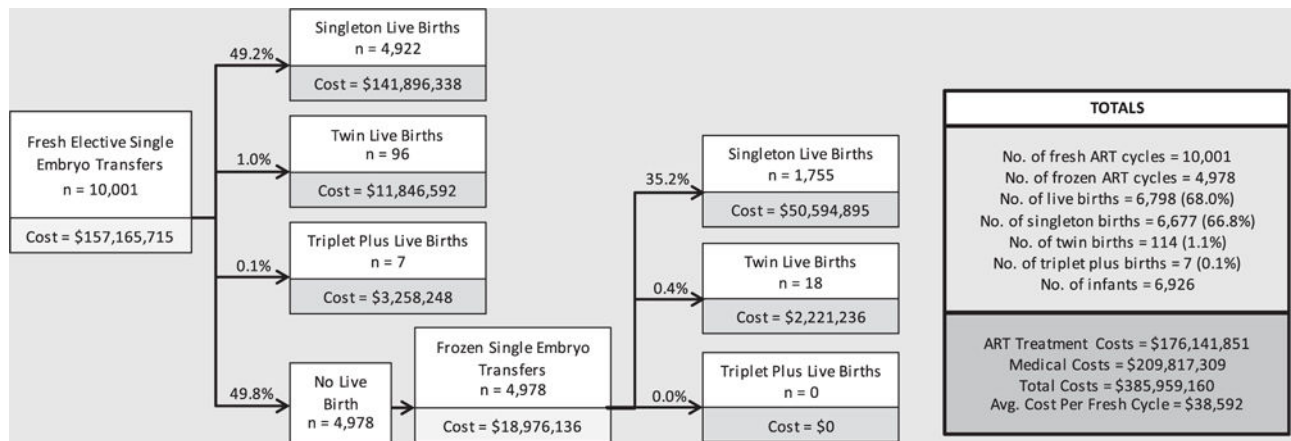 Fresh Elective Single
Embryo Transfers
n = 10,001
Cost = $157,165,715
49.2%
Singleton Live Births
n = 4,922
Cost = $141,896,338
1.0%
Twin Live Births
n = 96
Cost = $11,846,592
0.1%
Triplet Plus Live Births
n = 7
Cost = $3,258,248
49.8%
No Live
Birth
n = 4,978
Frozen Single Embryo
Transfers
n = 4,978
Cost = $18,976,136
35.2%
Singleton Live Births
n = 1,755
Cost = $50,594,895
0.4%
Twin Live Births
n = 18
Cost = $2,221,236
0.0%
Triplet Plus Live Births
n = 0
Cost = $0
TOTALS
No. of fresh ART cycles = 10,001
No. of frozen ART cycles = 4,978
No. of live births = 6,798 (68.0%)
No. of singleton births = 6,677 (66.8%)
No. of twin births = 114 (1.1%)
No. of triplet plus births = 7 (0.1%)
No. of infants = 6,926
ART Treatment Costs = $176,141,851
Medical Costs = $209,817,309
Total Costs = $385,959,160
Avg. Cost Per Fresh Cycle = $38,592